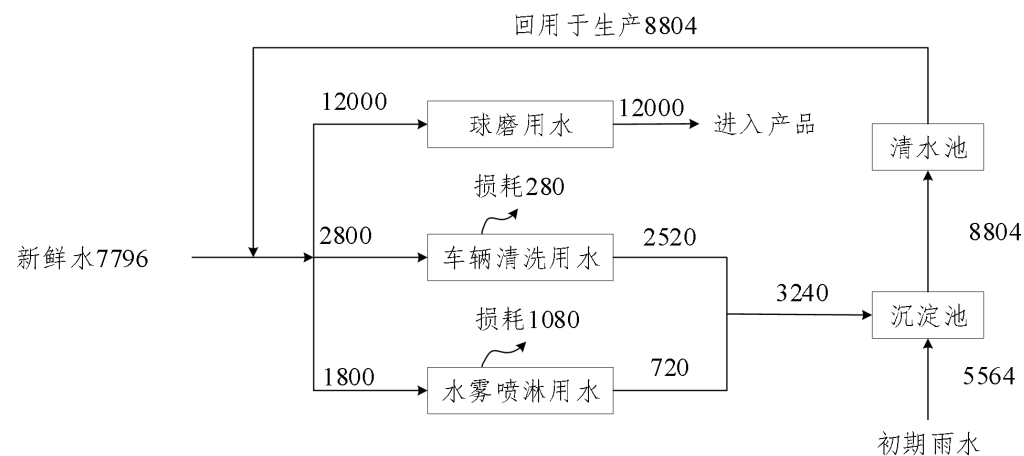 回用于生产8804
12000
球磨用水
12000
进入产品
清水池
损耗280
新鲜水7796
2800
车辆清洗用水
2520
8804
3240
沉淀池
损耗1080
1800
水雾喷淋用水
720
5564
初期雨水